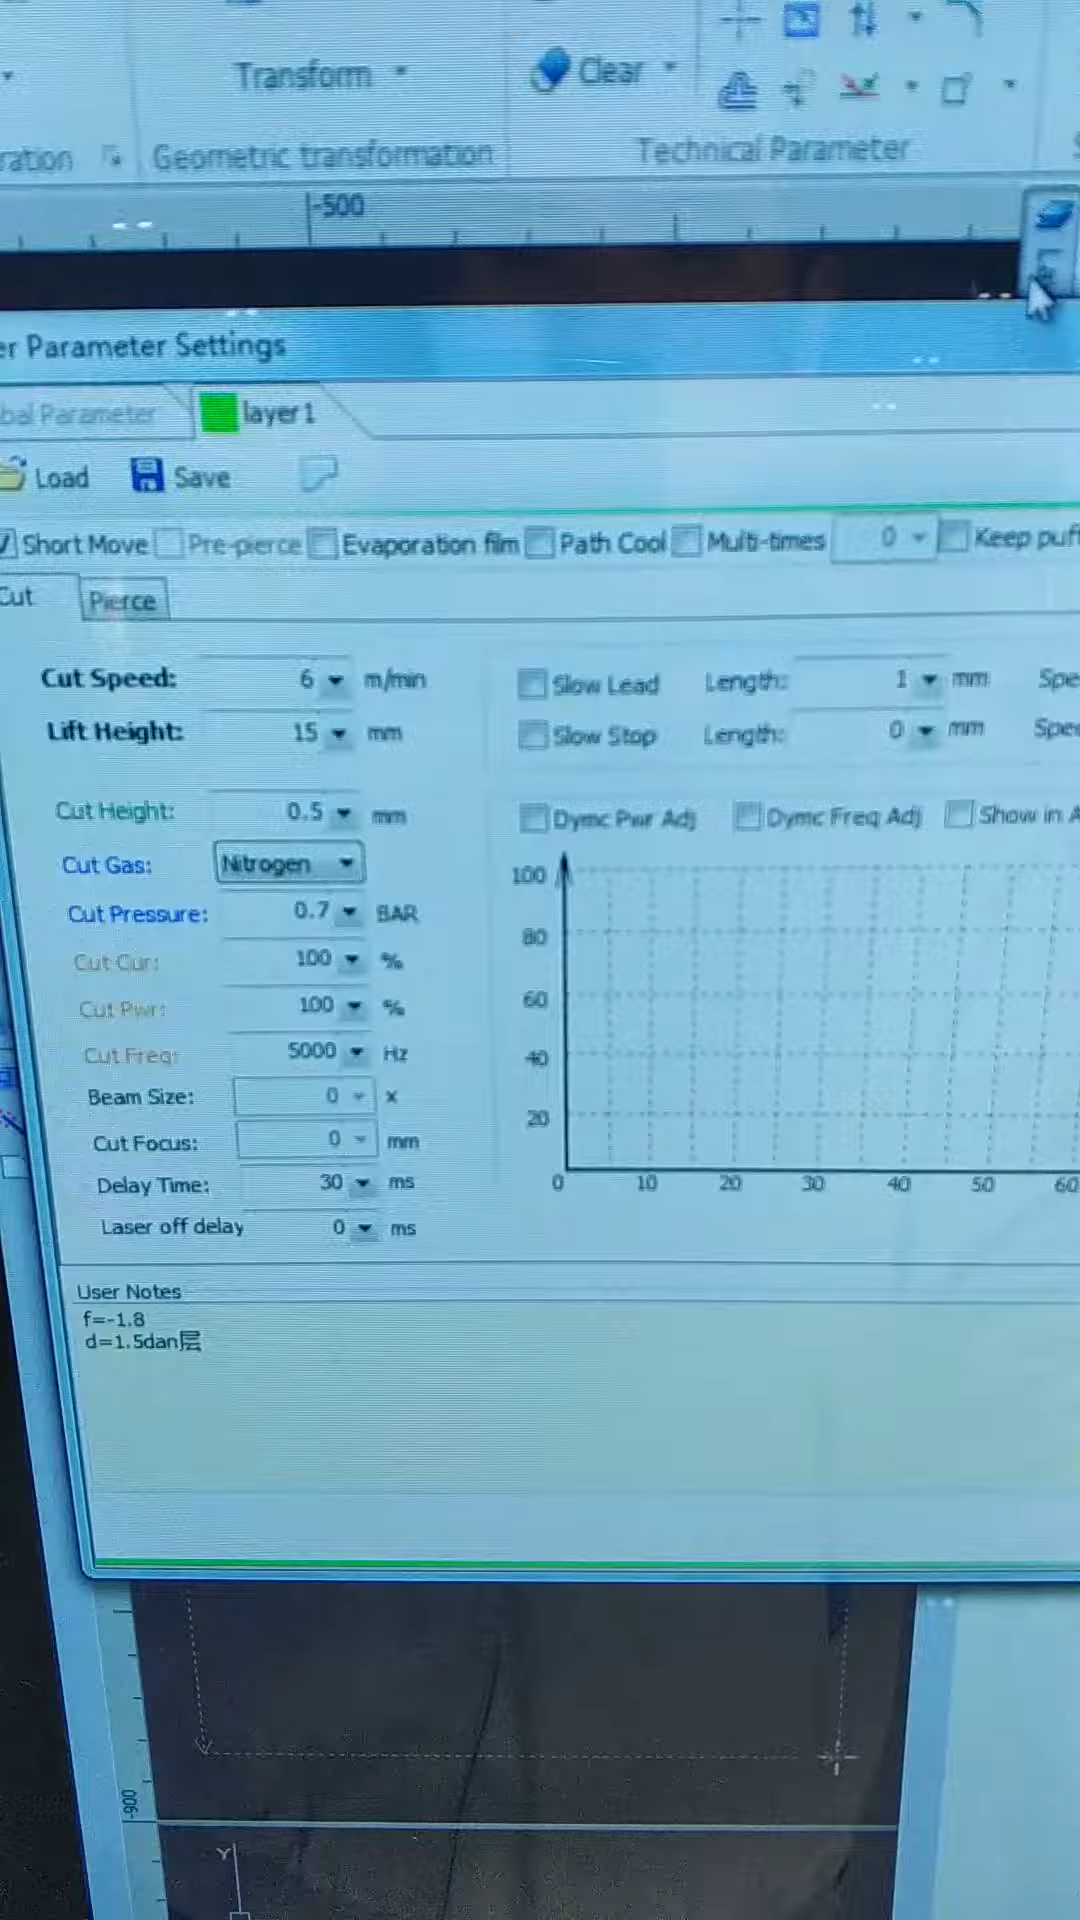 Transform
Clear
ration
Geometric transformation
Technical Parameter
-500
er Parameter Settings
bal Parameter
layer1
Load
Save
Short Move
Pre-pierce
Evaporation film
Path Cool
Multi-times
0
Keep puff
Cut
Pierce
Cut Speed: 6 m/min
Slow Lead Length: 1 mm Spe
Lift Height: 15 mm
Slow Stop Length: 0 mm Spe
Cut Height: 0.5 mm
Dymc Pwr Adj
Dymc Freq Adj
Show in A
Cut Gas: Nitrogen
Cut Pressure: 0.7 BAR
Cut Cur: 100 %
Cut Pwr: 100 %
Cut Freq: 5000 Hz
Beam Size: 0 x
Cut Focus: 0 mm
Delay Time: 30 ms
Laser off delay 0 ms
100
80
60
40
20
0 10 20 30 40 50 60
User Notes
f=-1.8
d=1.5dan层
-900
Y